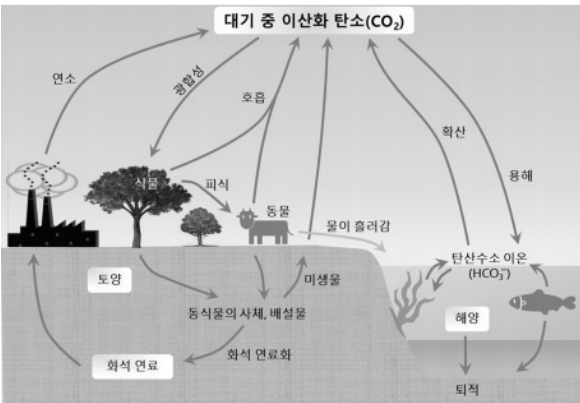 대기 중 이산화 탄소(CO₂)
연소
광합성
호흡
확산
용해
식물
피식
동물
물이 흘러감
탄산수소 이온
(HCO₃⁻)
토양
미생물
동식물의 사체, 배설물
해양
화석 연료화
화석 연료
퇴적